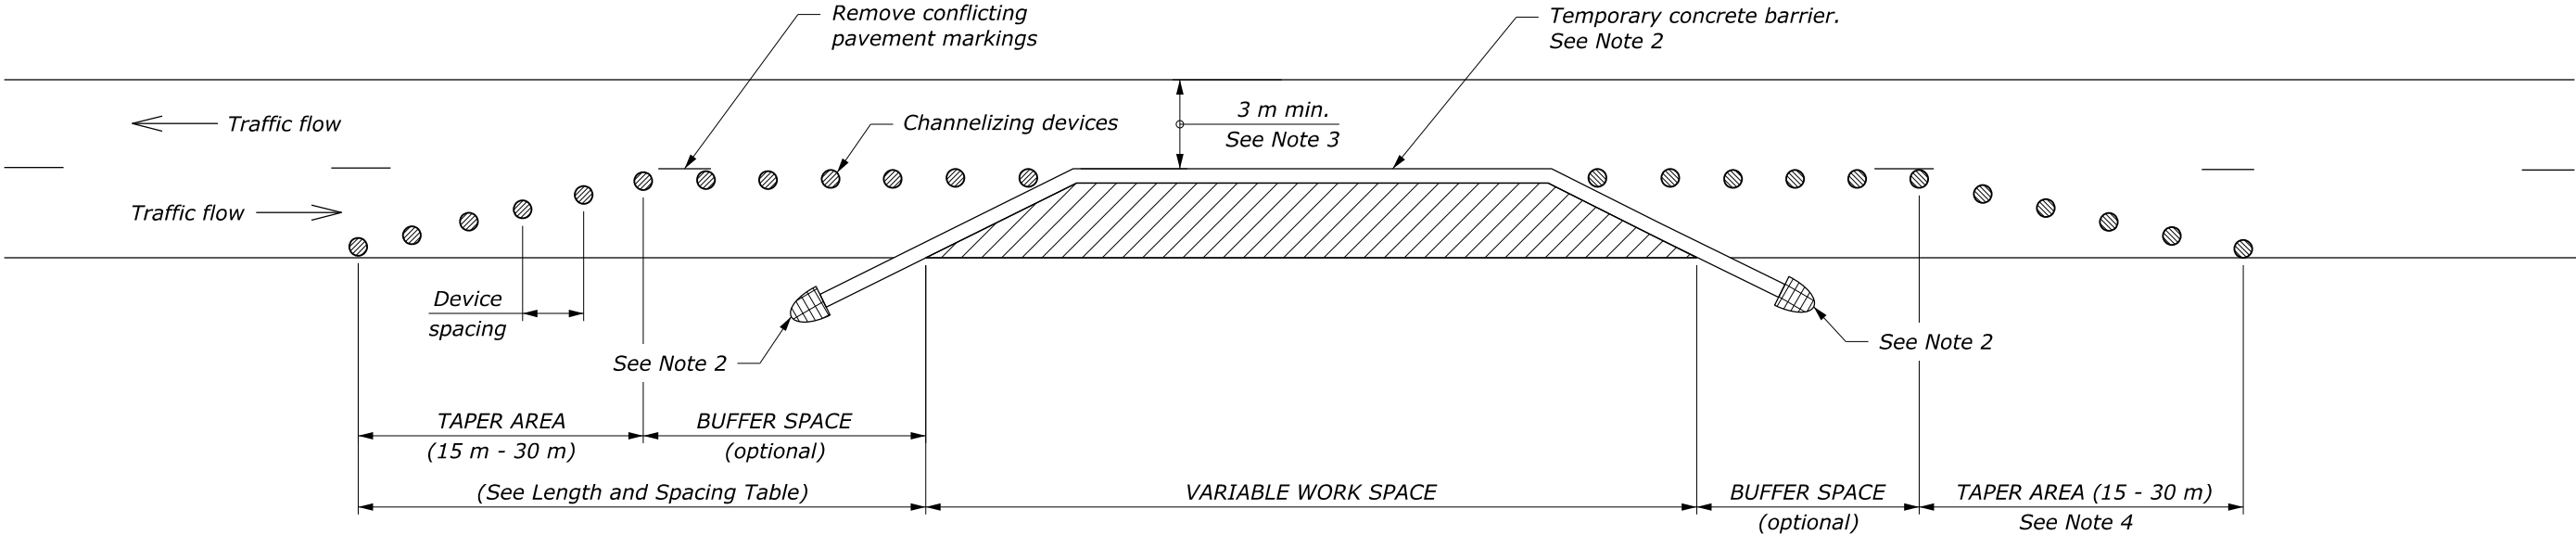 Remove conflicting
pavement markings
Temporary concrete barrier.
See Note 2
Traffic flow
Channelizing devices
3 m min.
See Note 3
Traffic flow
Device
spacing
See Note 2
See Note 2
TAPER AREA
(15 m - 30 m)
BUFFER SPACE
(optional)
(See Length and Spacing Table)
VARIABLE WORK SPACE
BUFFER SPACE
(optional)
TAPER AREA (15 - 30 m)
See Note 4